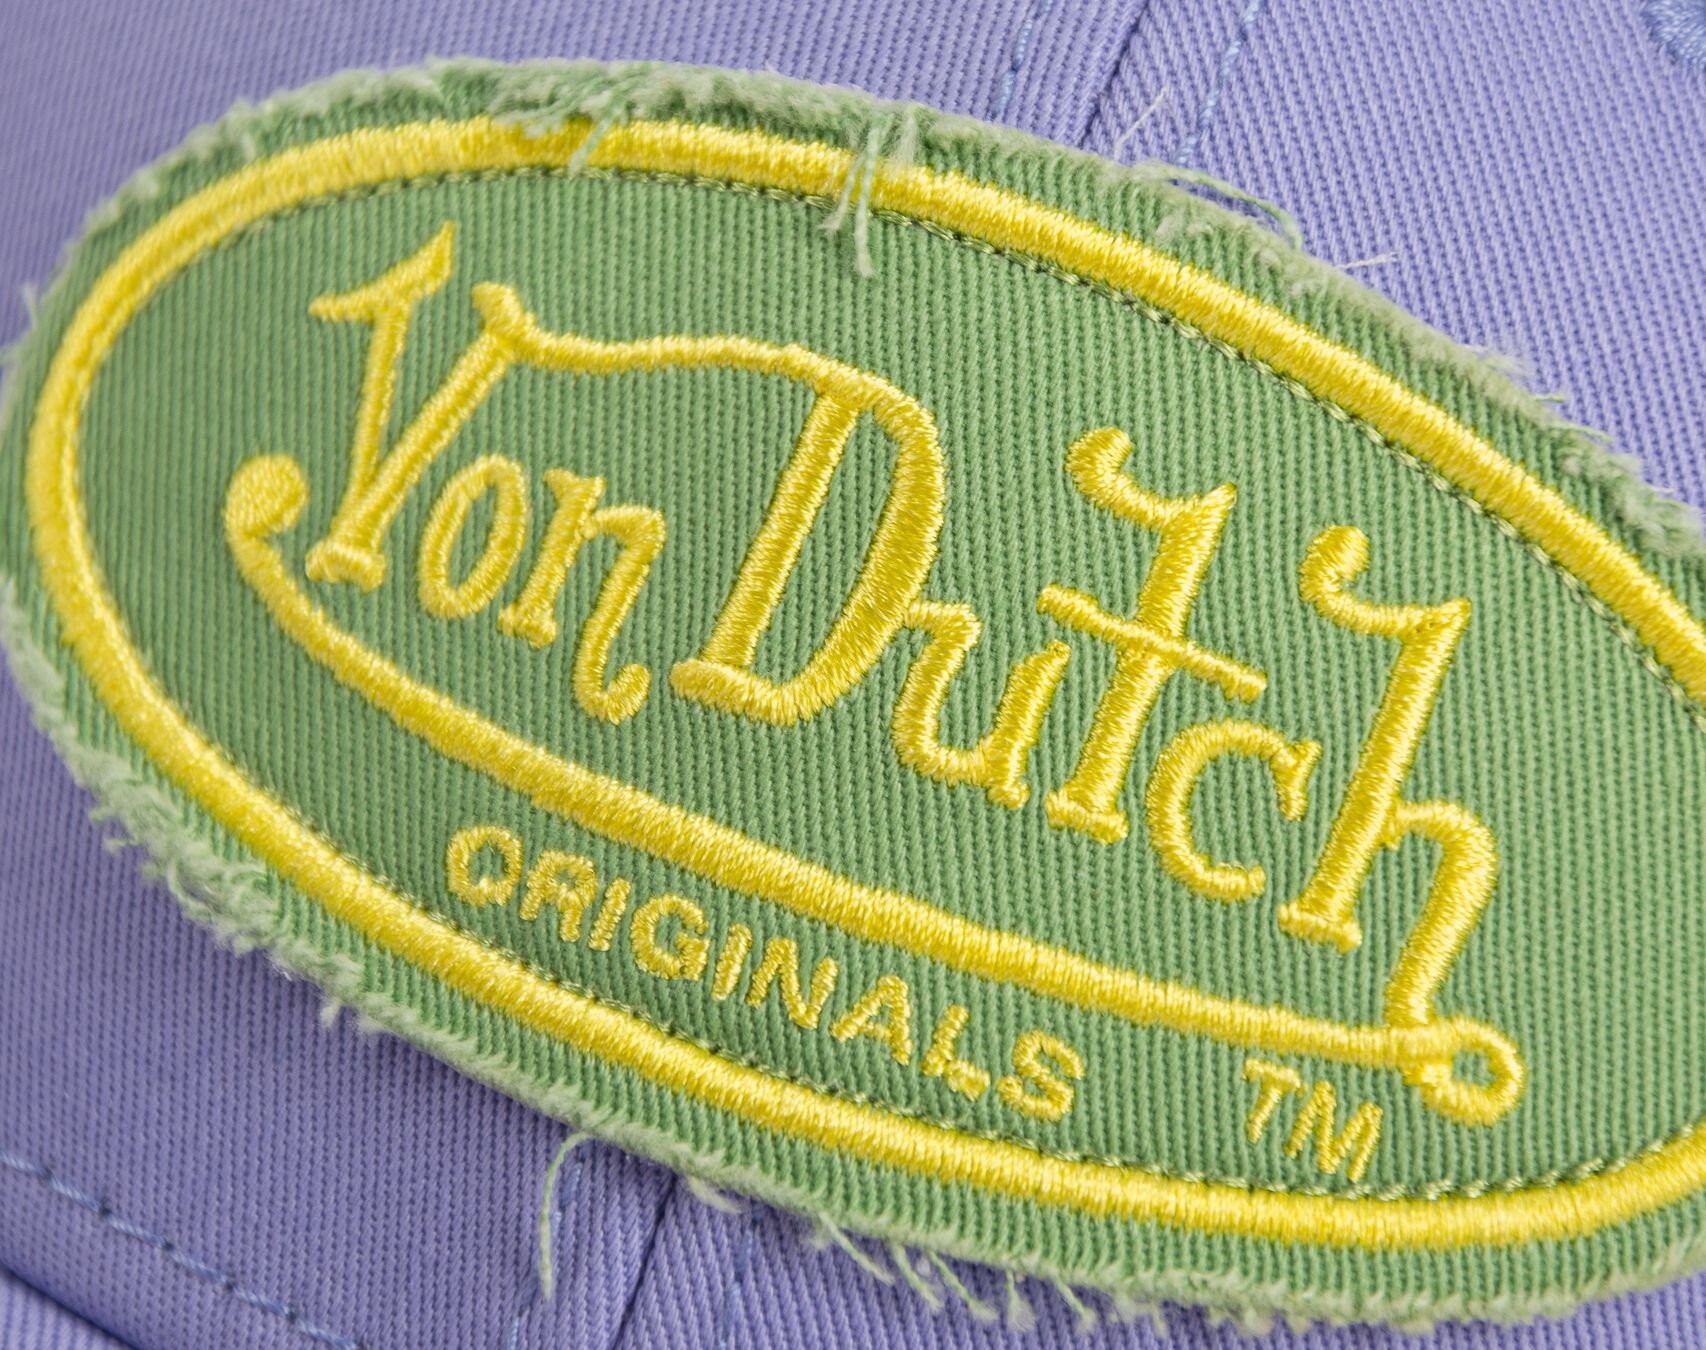 Von Dutch
ORIGINALS
TM